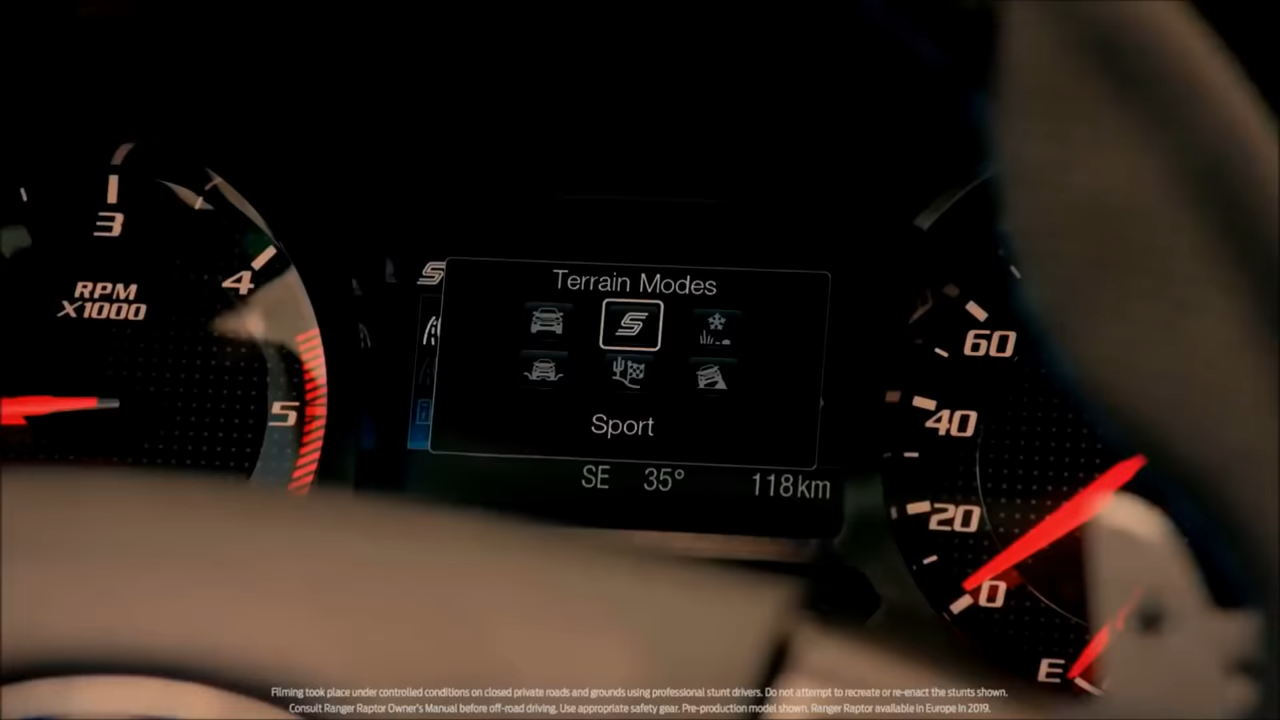 3
4
RPM
X1000
5
S
Terrain Modes
S
Sport
SE 35° 118km
60
40
20
0
E
Filming took place under controlled conditions on closed private roads and grounds using professional stunt drivers. Do not attempt to recreate or re-enact the stunts shown.
Consult Ranger Raptor Owner's Manual before off-road driving. Use appropriate safety gear. Pre-production model shown. Ranger Raptor available in Europe in 2019.